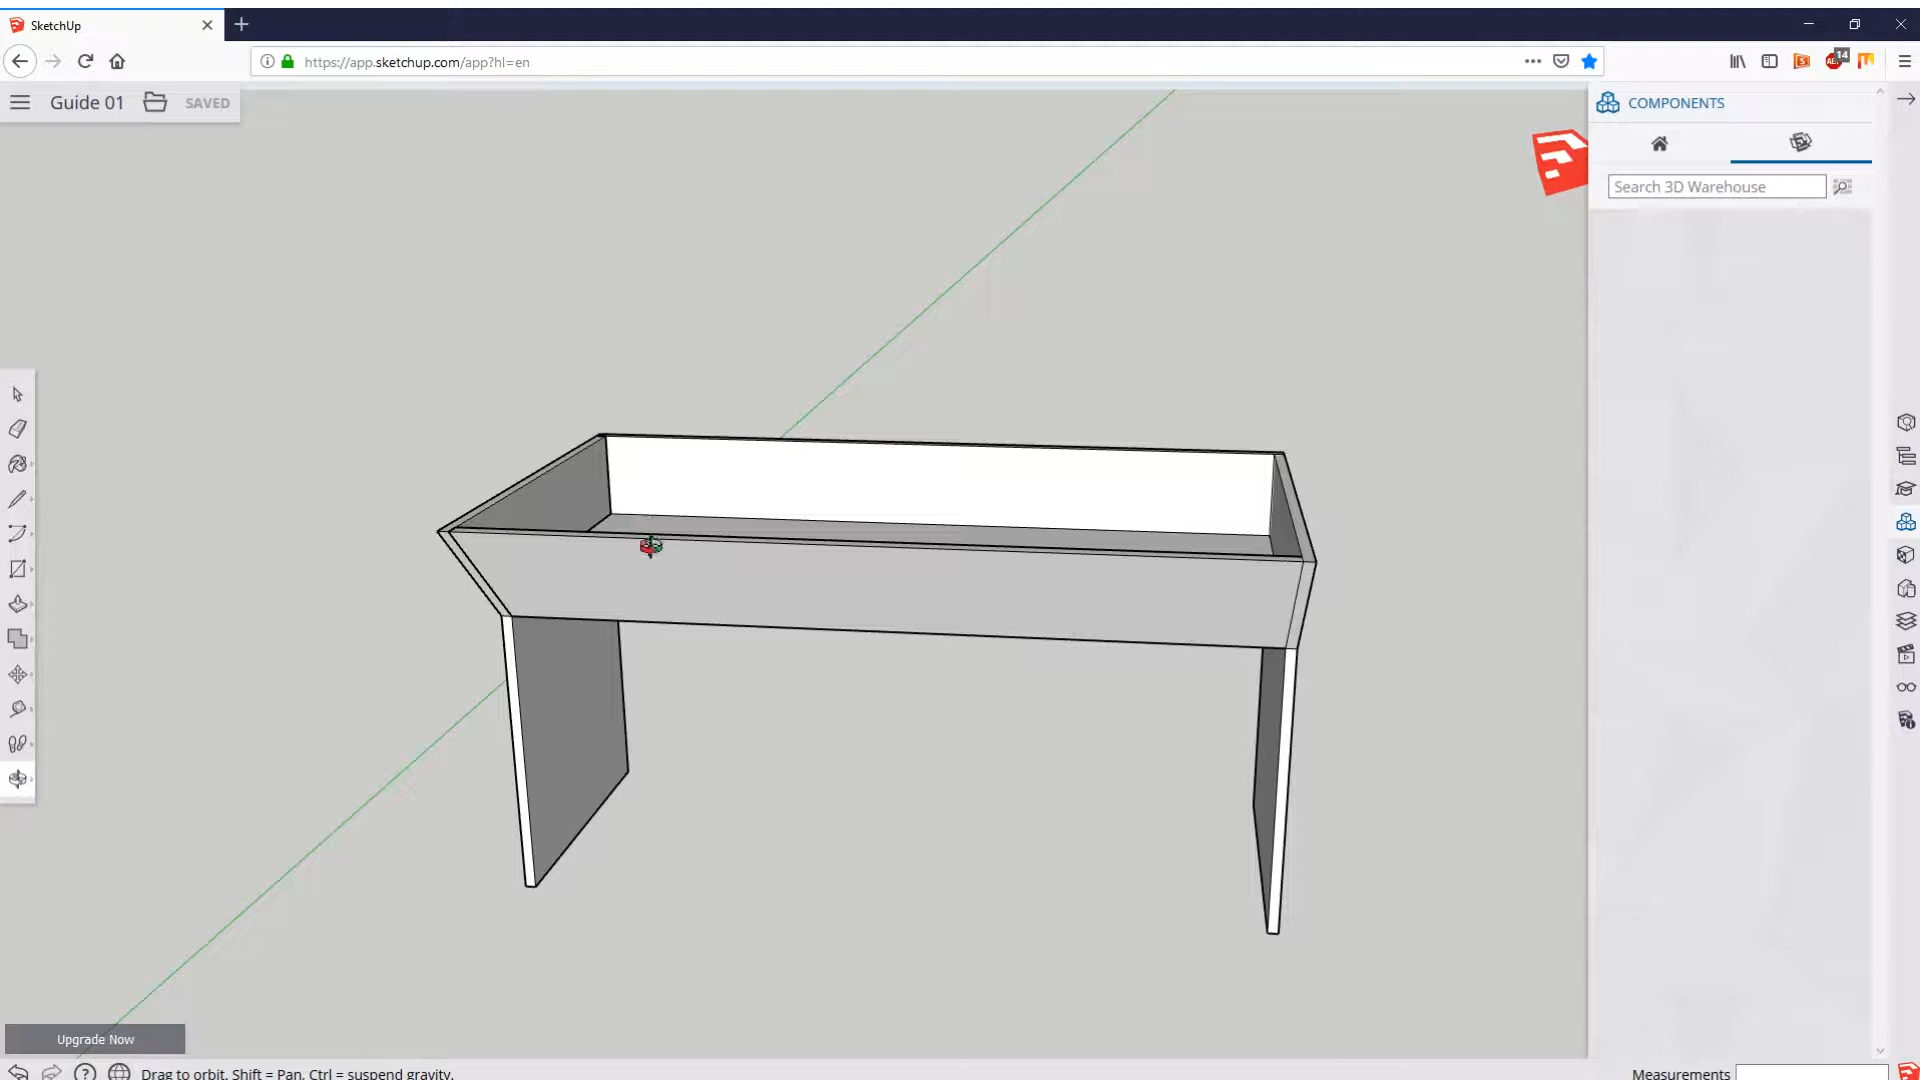 SketchUp
https://app.sketchup.com/app?hl=en
14
Guide 01 SAVED
COMPONENTS
Search 3D Warehouse
Upgrade Now
Drag to orbit. Shift = Pan, Ctrl = suspend gravity.
Measurements